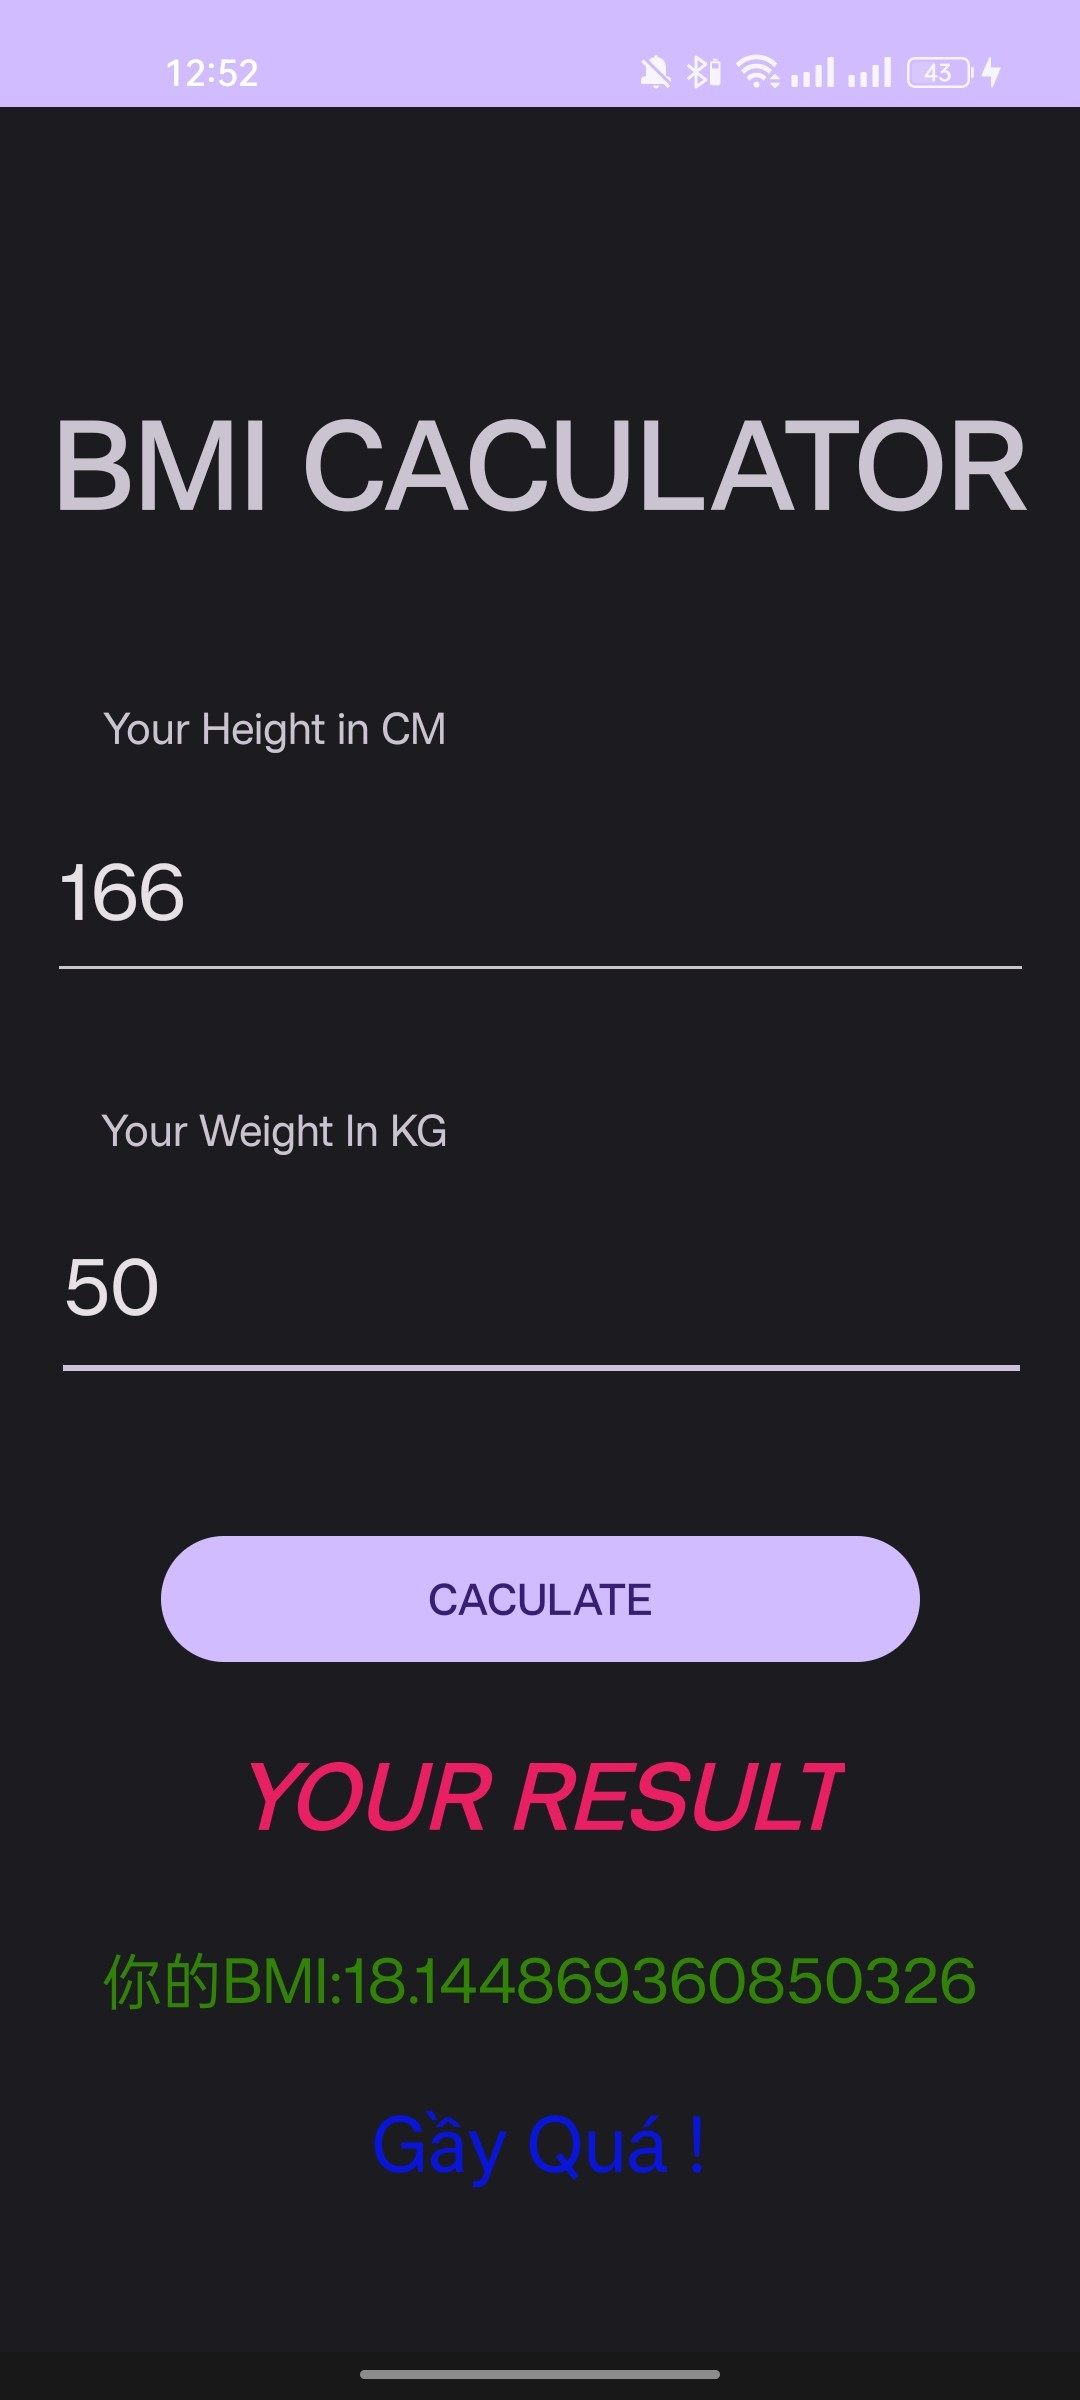 12:52
43
BMI CACULATOR
Your Height in CM
166
Your Weight In KG
50
CACULATE
YOUR RESULT
你的BMI:18.144869360850326
Gầy Quá !